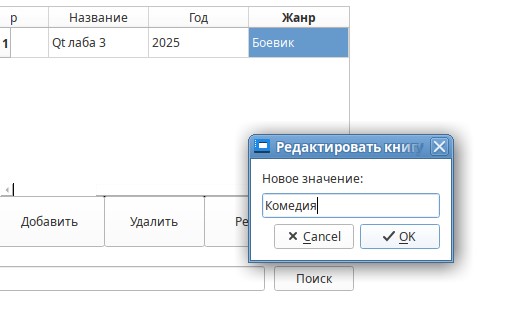 р Название Год Жанр
1 Qt лаба 3 2025 Боевик
Редактировать книгу
Новое значение:
Комедия
Cancel OK
Добавить Удалить Ре
Поиск